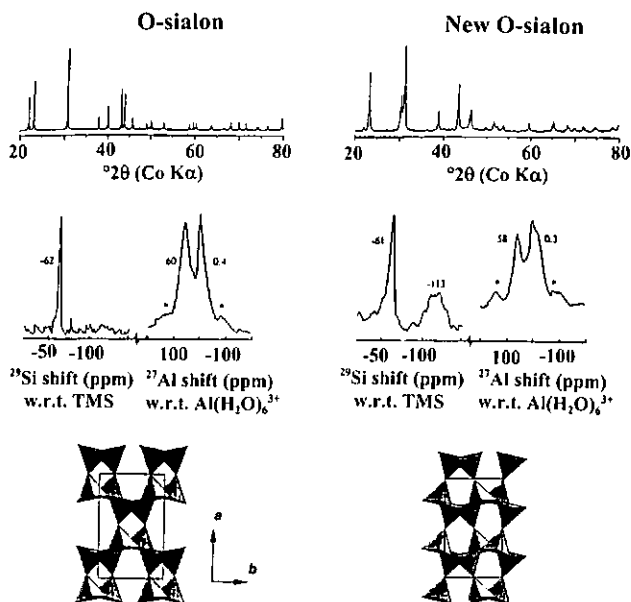 O-sialon
New O-sialon
20 40 60 80
20 40 60 80
°2θ (Co Kα)
°2θ (Co Kα)
-62
60
0.4
*
*
-61
-113
58
0.3
*
*
-50 -100
100 -100
-50 -100
100 -100
²⁹Si shift (ppm)
w.r.t. TMS
²⁷Al shift (ppm)
w.r.t. Al(H₂O)₆³⁺
²⁹Si shift (ppm)
w.r.t. TMS
²⁷Al shift (ppm)
w.r.t. Al(H₂O)₆³⁺
a
b